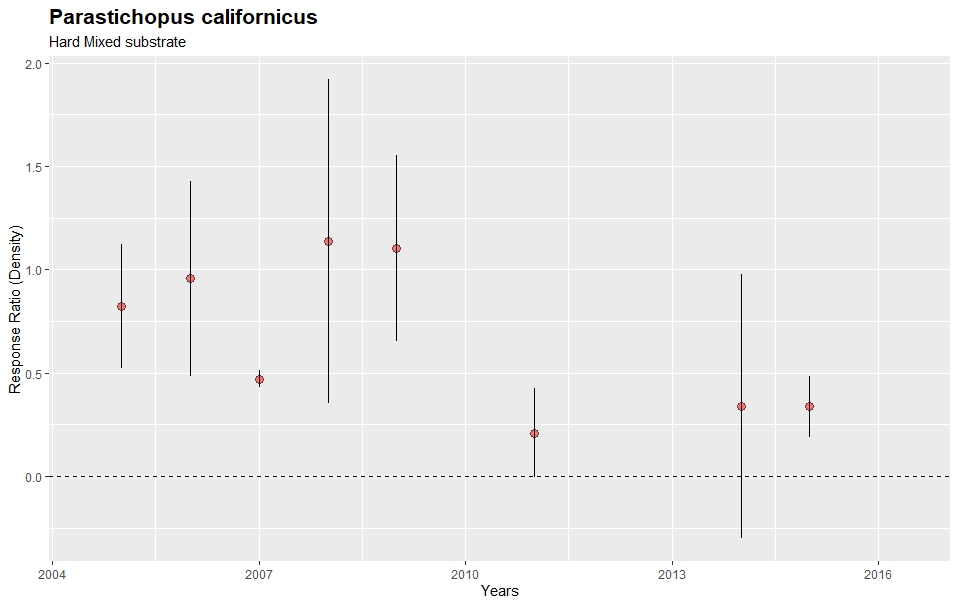 Parastichopus californicus
Hard Mixed substrate
Response Ratio (Density)
2.0
1.5
1.0
0.5
0.0
2004 2007 2010 2013 2016
Years